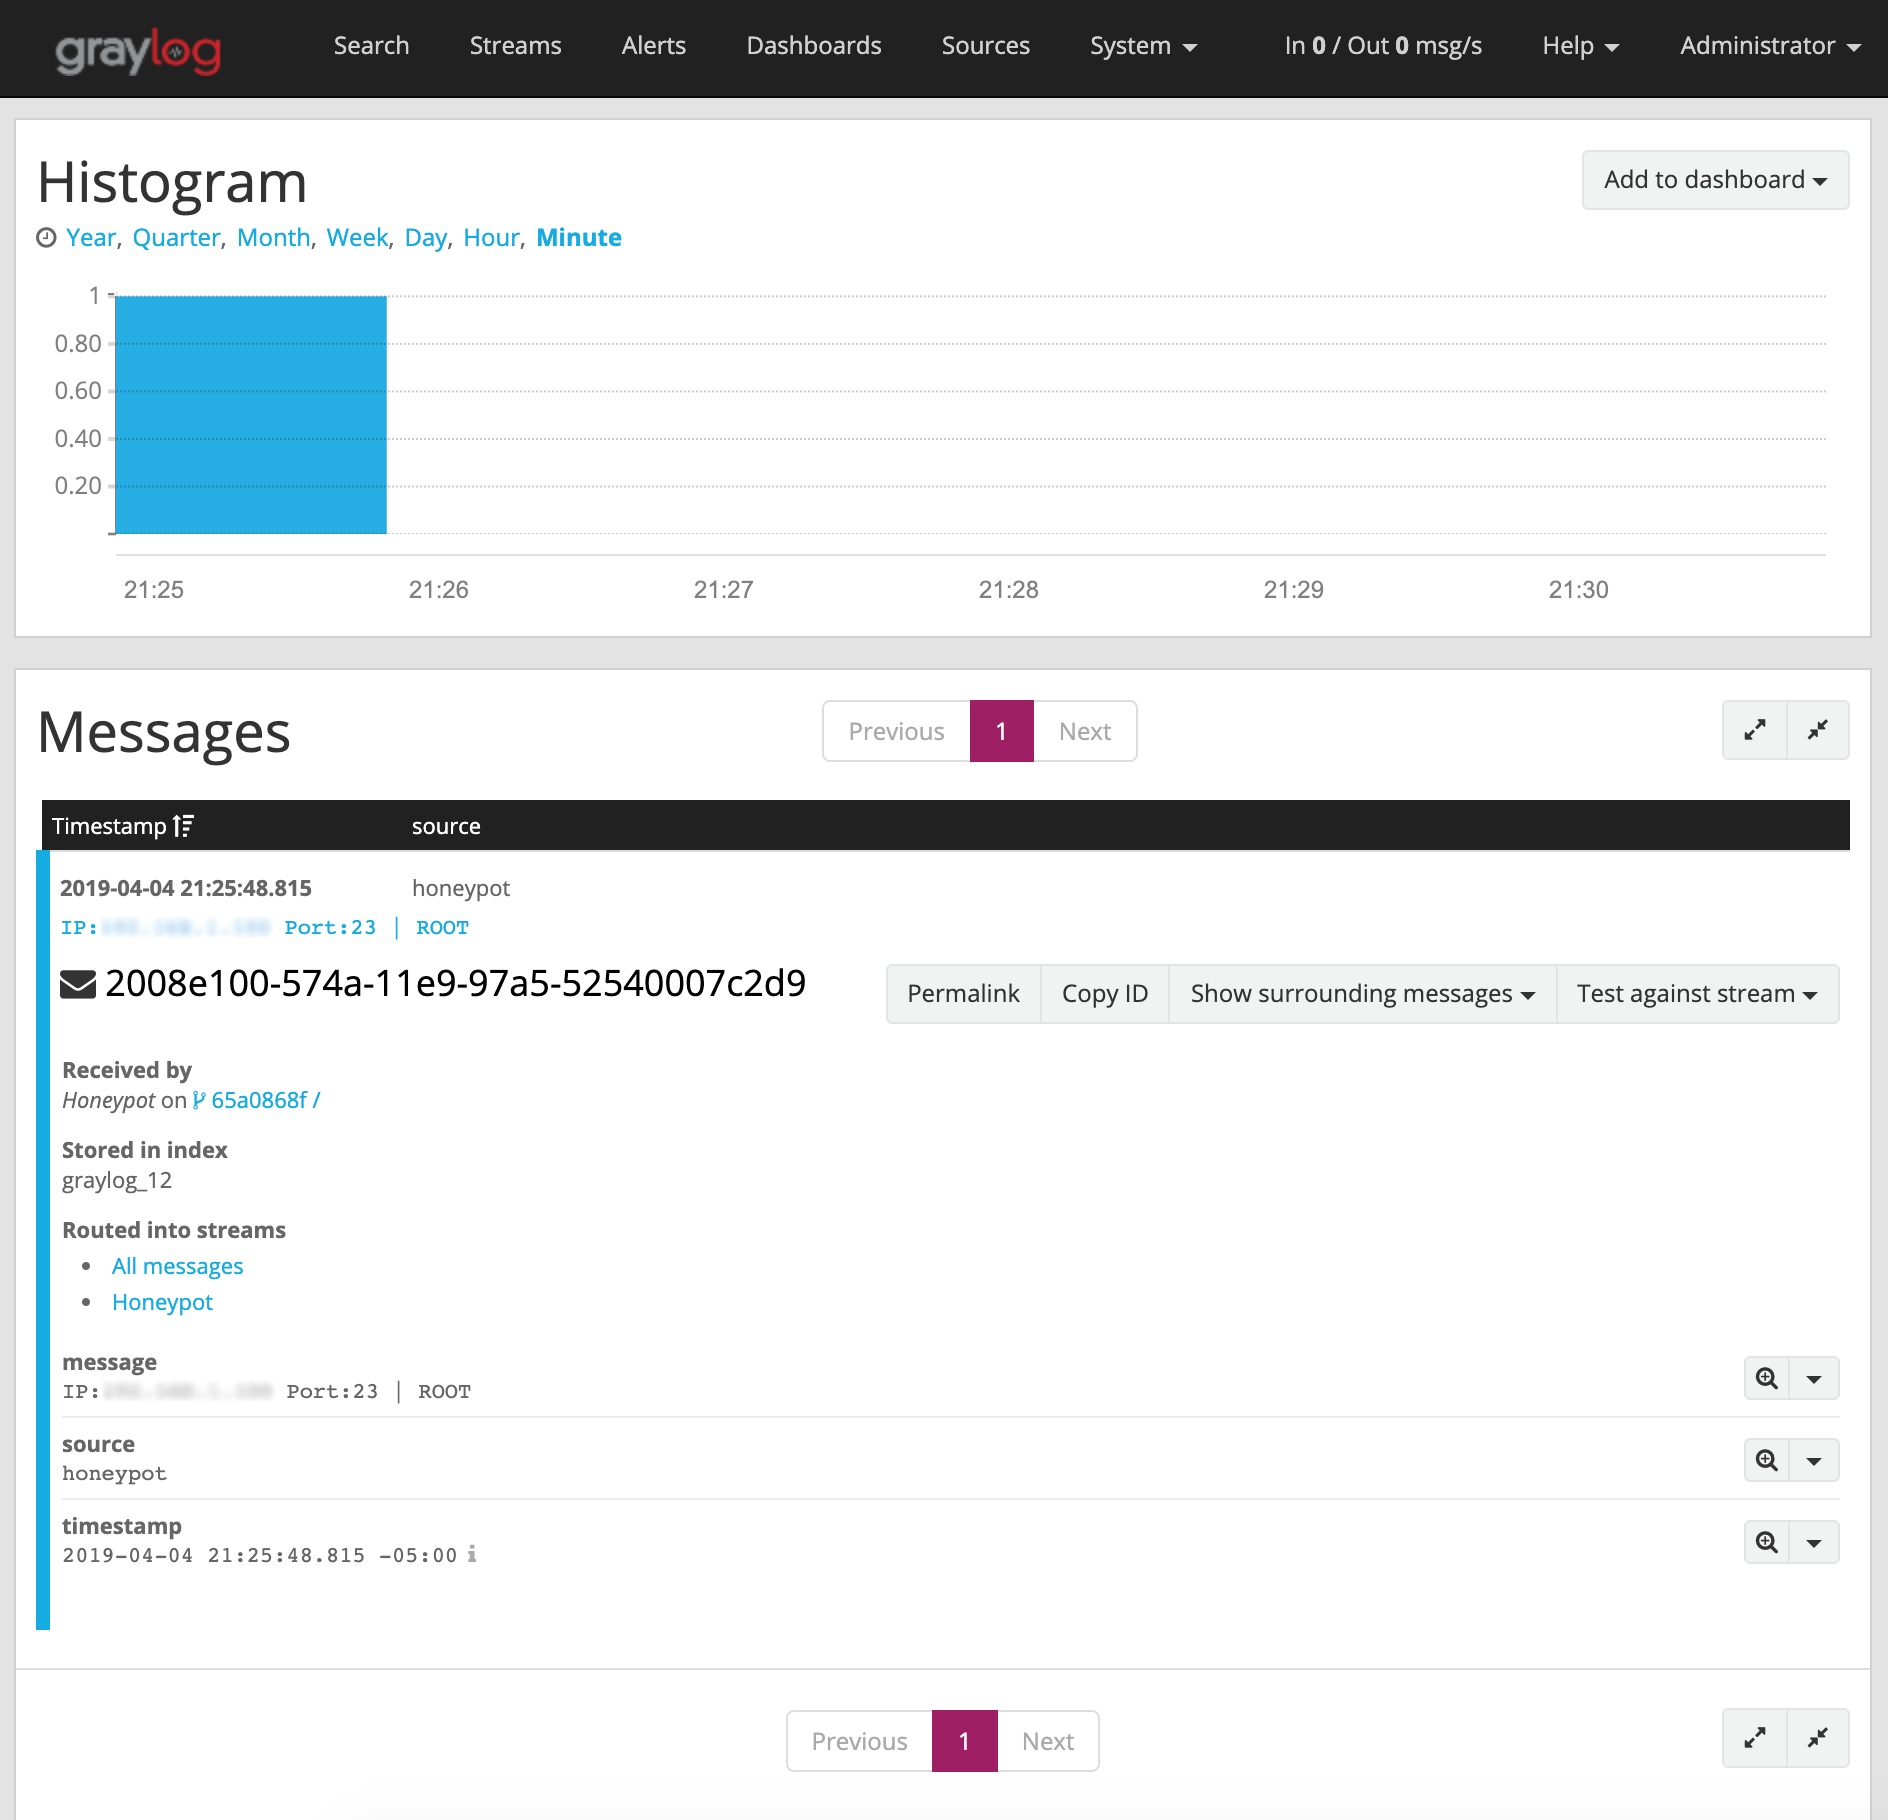 graylog Search Streams Alerts Dashboards Sources System In 0 / Out 0 msg/s Help Administrator
Histogram
Add to dashboard
Year, Quarter, Month, Week, Day, Hour, Minute
1
0.80
0.60
0.40
0.20
21:25 21:26 21:27 21:28 21:29 21:30
Messages
Previous 1 Next
Timestamp source
2019-04-04 21:25:48.815 honeypot
IP: Port:23 | ROOT
2008e100-574a-11e9-97a5-52540007c2d9
Permalink Copy ID Show surrounding messages Test against stream
Received by
Honeypot on 65a0868f /
Stored in index
graylog_12
Routed into streams
• All messages
• Honeypot
message
IP: Port:23 | ROOT
source
honeypot
timestamp
2019-04-04 21:25:48.815 -05:00
Previous 1 Next